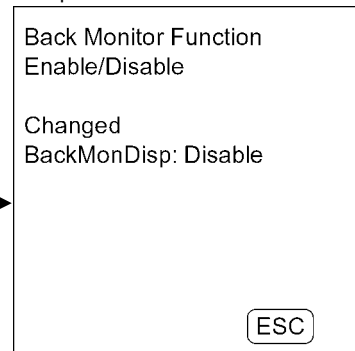 Back Monitor Function
Enable/Disable
Changed
BackMonDisp: Disable
ESC